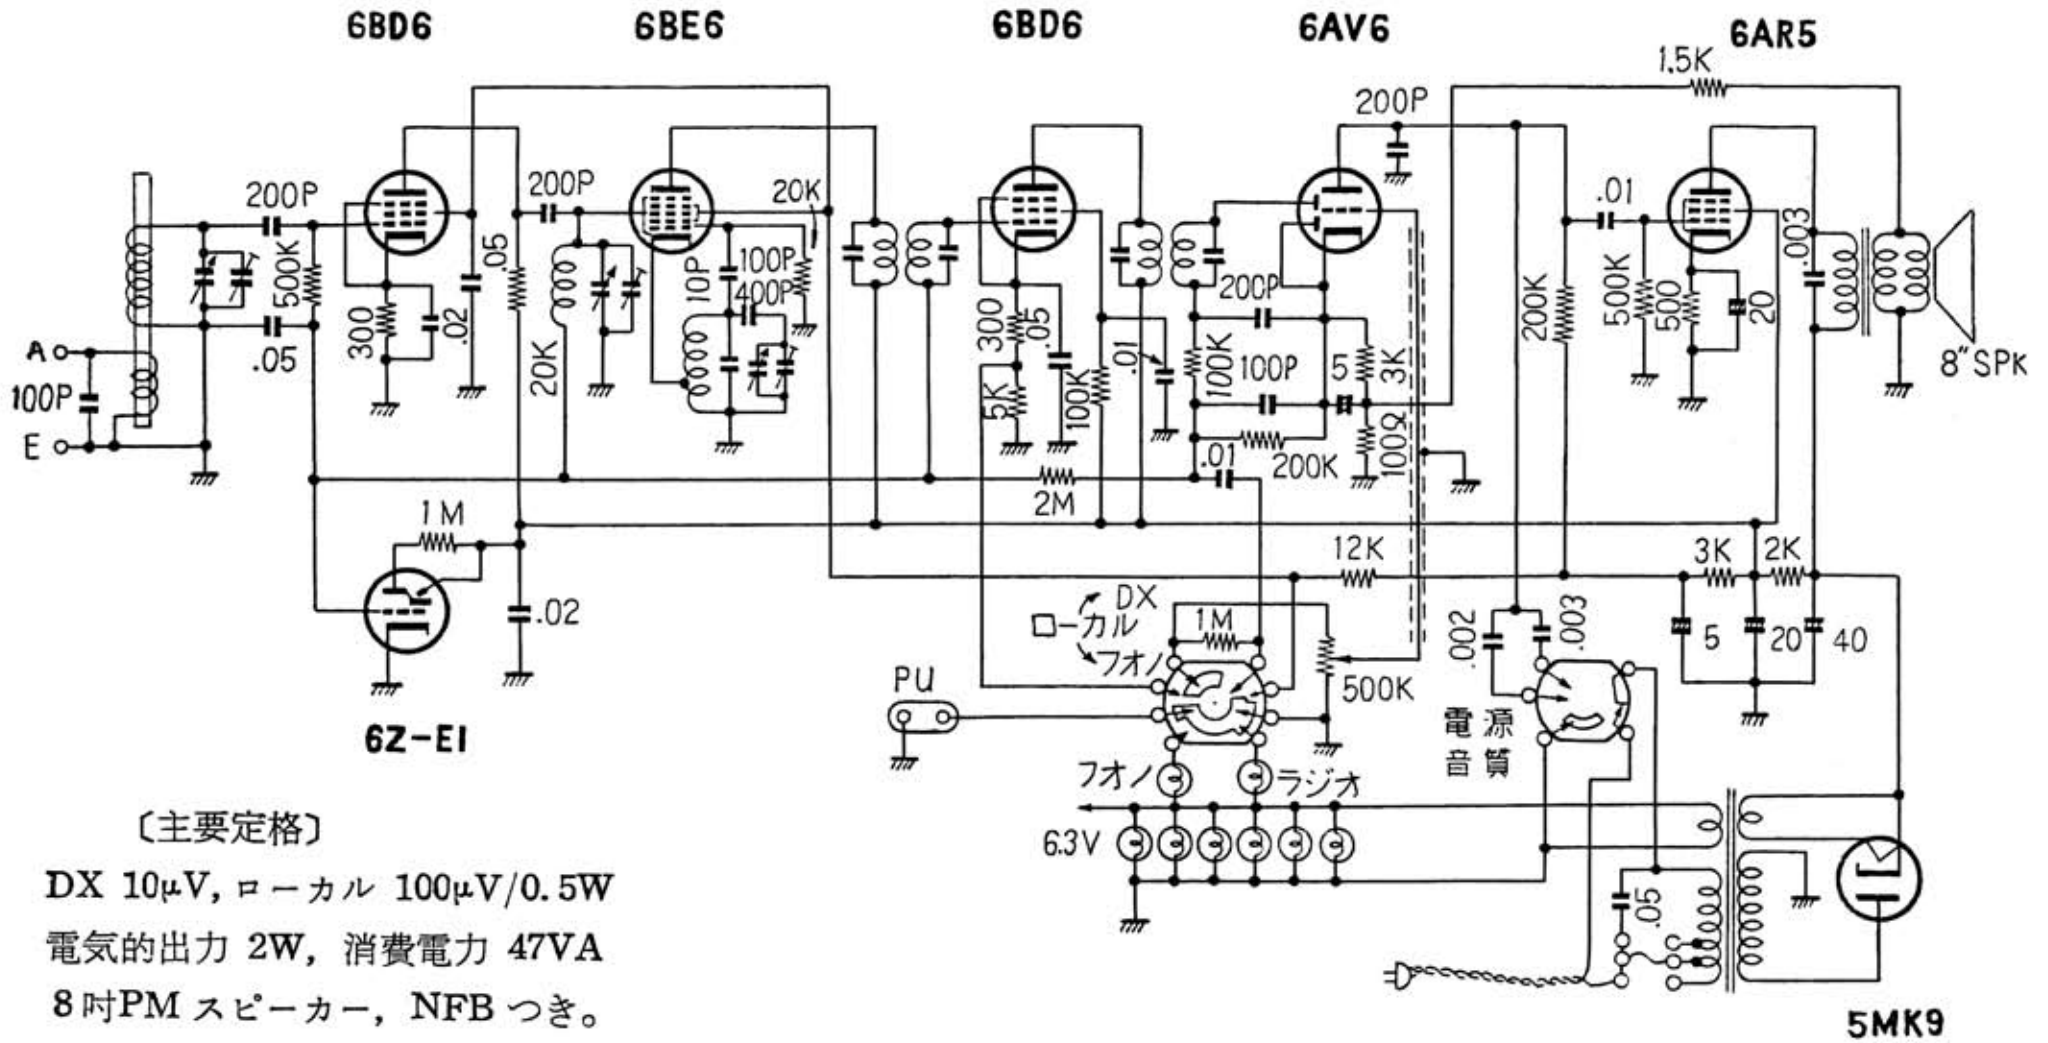 6BD6
6BE6
6BD6
6AV6
6AR5
1.5K
200P
200P
200P
20K
.01
.05
.003
500K
10P
100P
400P
200P
300
.02
300
.05
200K
500K
500
20
A
.05
20K
5K
100K
.01
100K
100P
5
3K
8″SPK
100P
E
.01
200K
100Ω
2M
1M
12K
3K
2K
.02
DX
ローカル
フオノ
1M
.002
.003
5
20
40
PU
500K
6Z-E1
電源
音質
フオノ
ラジオ
6.3V
.05
5MK9
〔主要定格〕
DX 10μV, ローカル 100μV/0.5W
電気的出力 2W, 消費電力 47VA
8吋PM スピーカー, NFB つき。